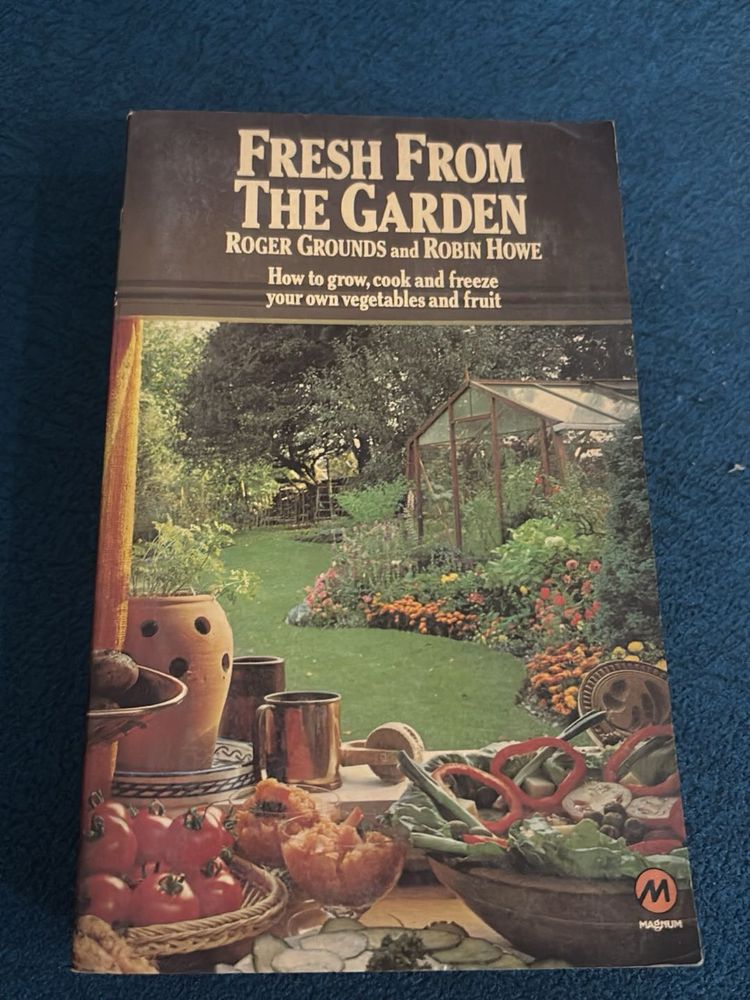 FRESH FROM
THE GARDEN
ROGER GROUNDS and ROBIN HOWE
How to grow, cook and freeze
your own vegetables and fruit
M
MAGNUM